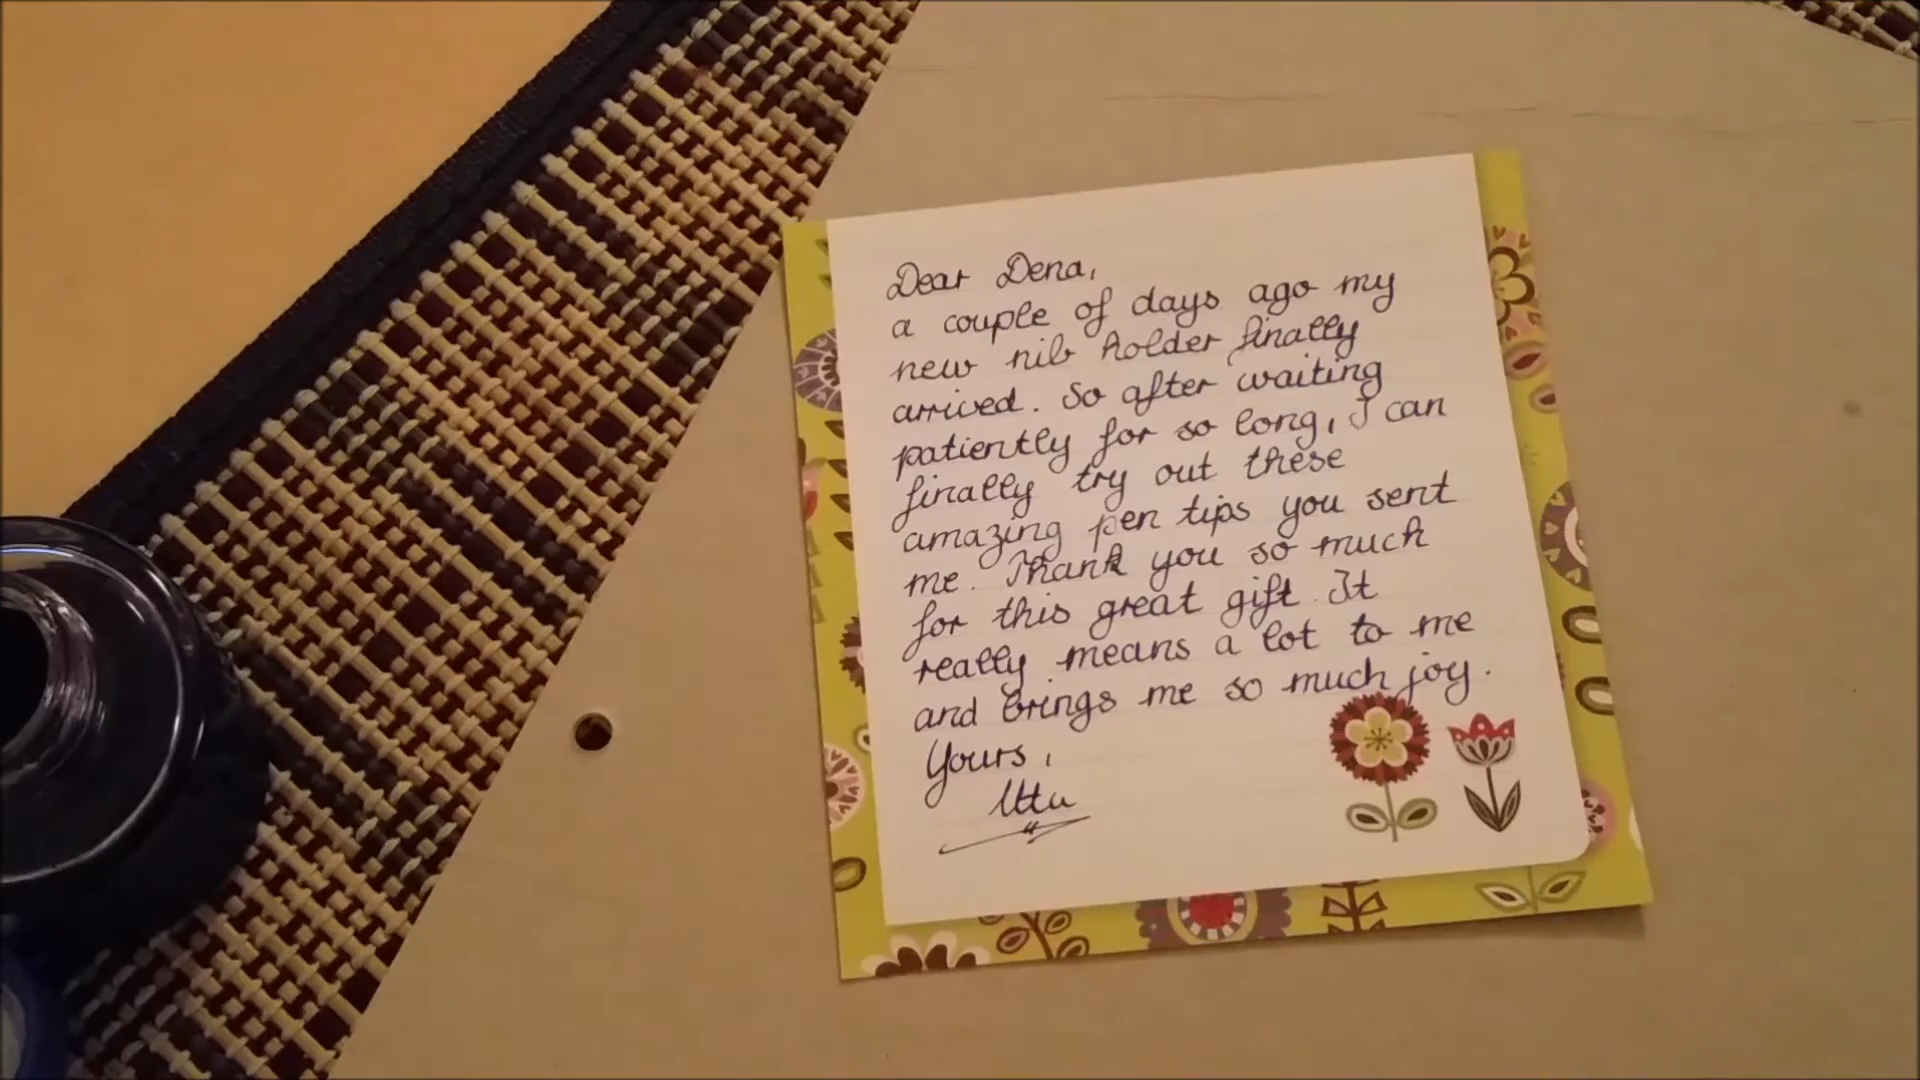 Dear Dena,
a couple of days ago my
new nib holder finally
arrived. So after waiting
patiently for so long, I can
finally try out these
amazing pen tips you sent
me. Thank you so much
for this great gift. It
really means a lot to me
and brings me so much joy.
Yours,